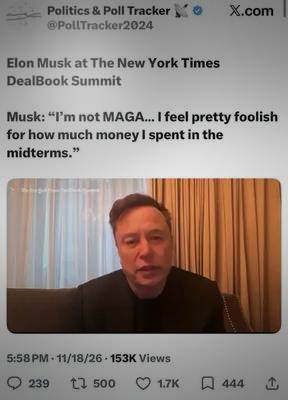 Politics & Poll Tracker
X.com
@PollTracker2024
Elon Musk at The New York Times
DealBook Summit
Musk: “I’m not MAGA... I feel pretty foolish
for how much money I spent in the
midterms.”
5:58 PM · 11/18/26 · 153K Views
239 500 1.7K 444